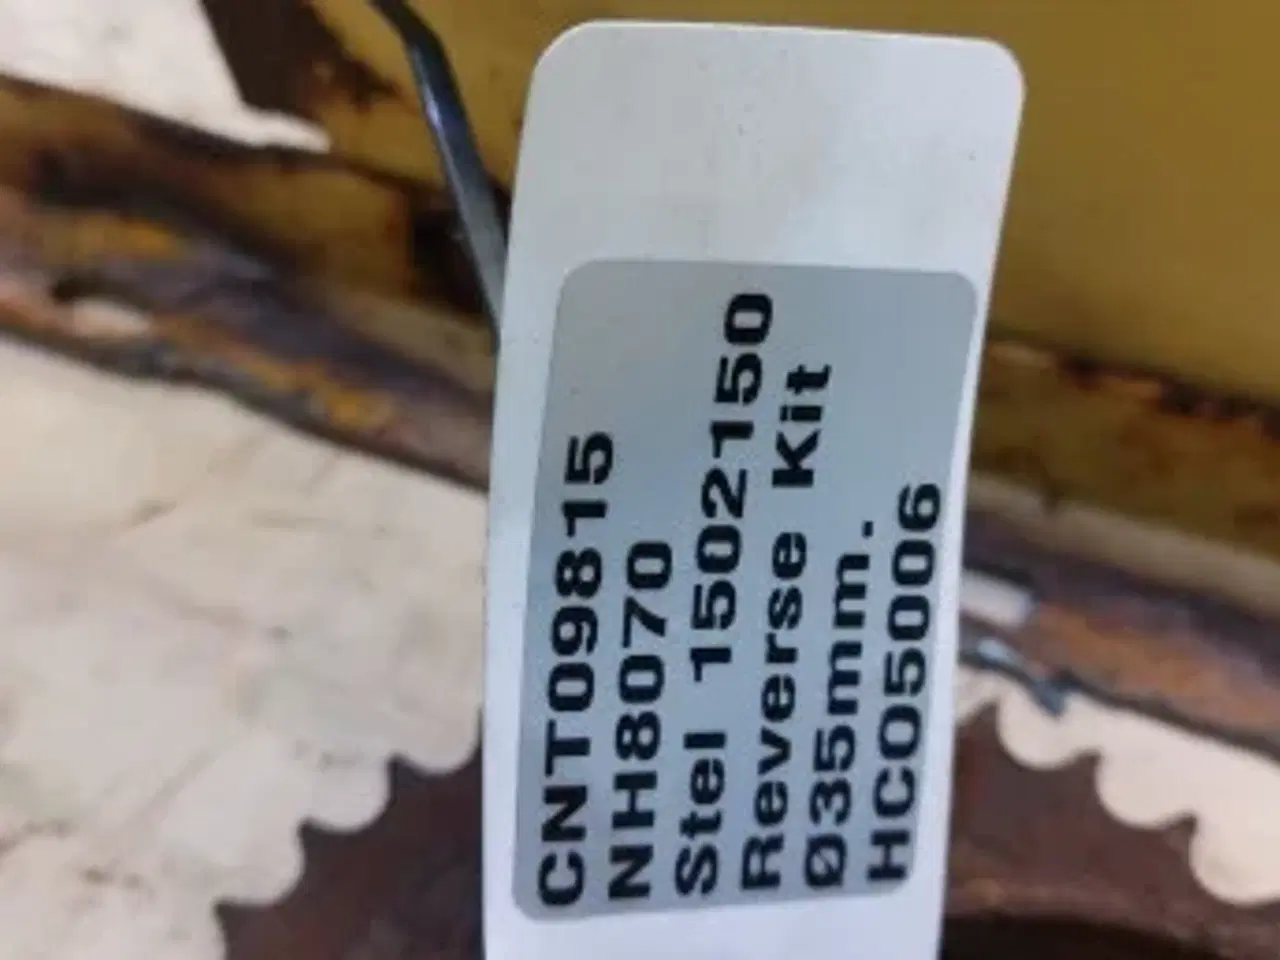 CNT09815
NH8070
Stel 1502150
Reverse Kit
Ø35mm.
HC05006